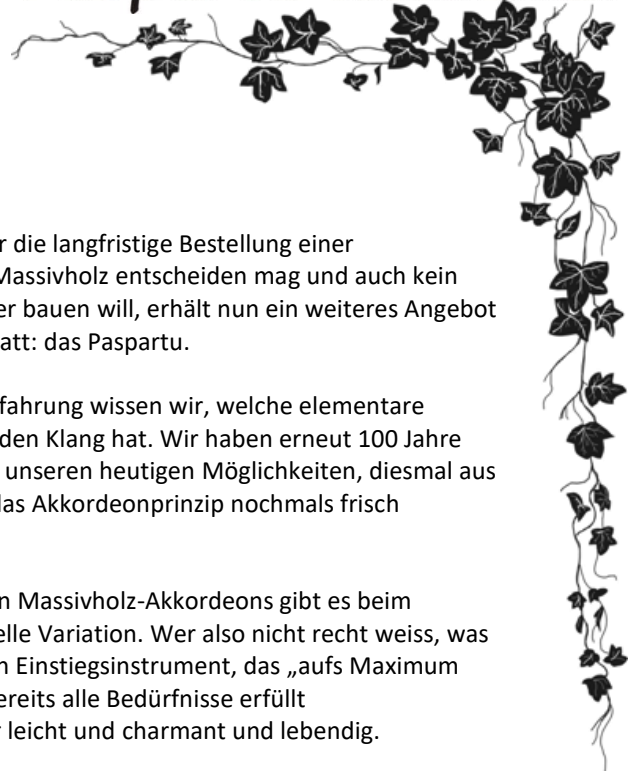 r die langfristige Bestellung einer
Massivholz entscheiden mag und auch kein
er bauen will, erhält nun ein weiteres Angebot
att: das Paspartu.
fahrung wissen wir, welche elementare
den Klang hat. Wir haben erneut 100 Jahre
unseren heutigen Möglichkeiten, diesmal aus
das Akkordeonprinzip nochmals frisch
n Massivholz-Akkordeons gibt es beim
elle Variation. Wer also nicht recht weiss, was
n Einstiegsinstrument, das „aufs Maximum
ereits alle Bedürfnisse erfüllt
r leicht und charmant und lebendig.